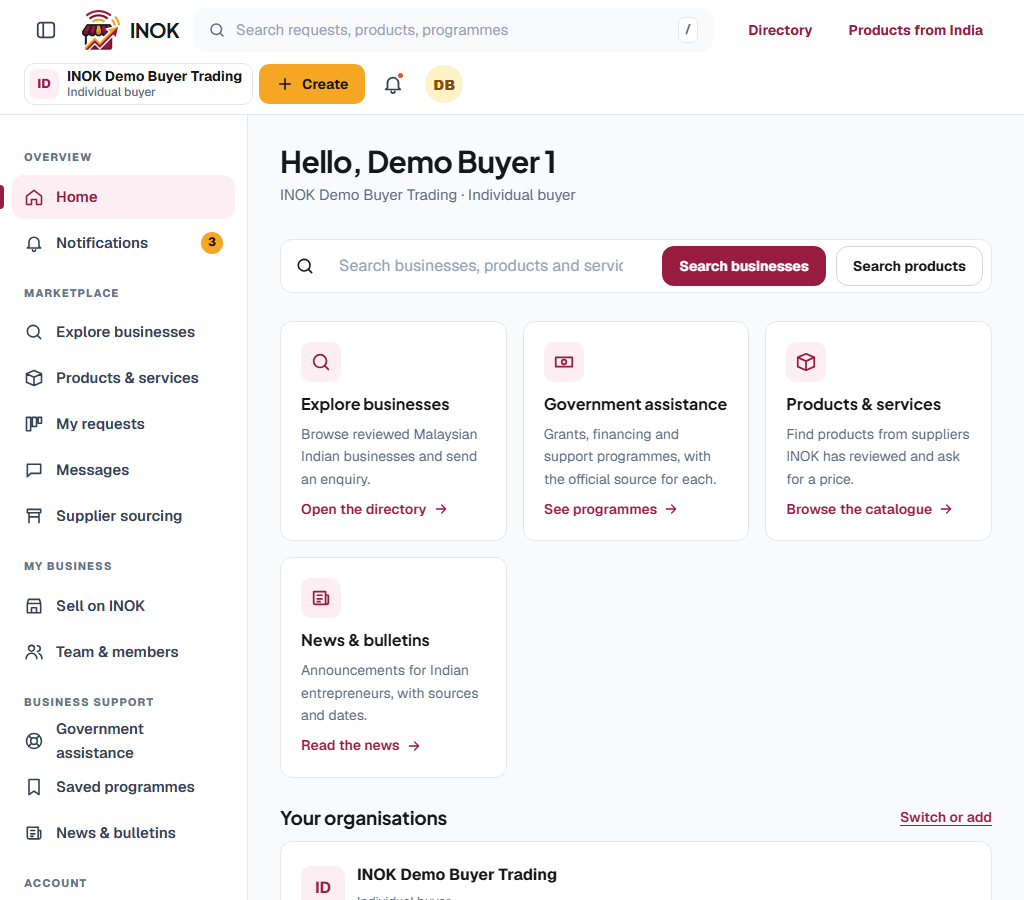 INOK
Search requests, products, programmes
/
Directory
Products from India
ID
INOK Demo Buyer Trading
Individual buyer
Create
DB
OVERVIEW
Home
Notifications
3
MARKETPLACE
Explore businesses
Products & services
My requests
Messages
Supplier sourcing
MY BUSINESS
Sell on INOK
Team & members
BUSINESS SUPPORT
Government
assistance
Saved programmes
News & bulletins
ACCOUNT
Hello, Demo Buyer 1
INOK Demo Buyer Trading · Individual buyer
Search businesses, products and servic
Search businesses
Search products
Explore businesses
Browse reviewed Malaysian
Indian businesses and send
an enquiry.
Open the directory →
Government assistance
Grants, financing and
support programmes, with
the official source for each.
See programmes →
Products & services
Find products from suppliers
INOK has reviewed and ask
for a price.
Browse the catalogue →
News & bulletins
Announcements for Indian
entrepreneurs, with sources
and dates.
Read the news →
Your organisations
Switch or add
ID
INOK Demo Buyer Trading
Individual buyer